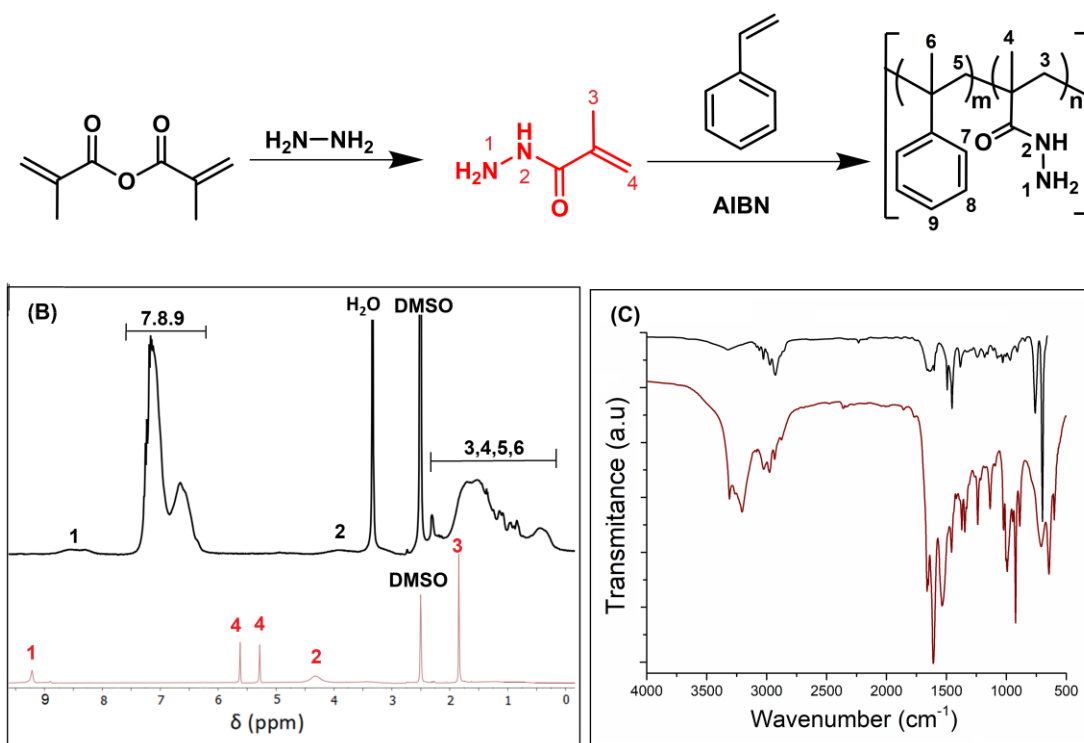 O O
O
H₂N—NH₂
1
H₂N
H
N
2
O
3
4
AIBN
6
5
4
3
m
n
7
8
9
O
NH
2
1
NH₂
(B)
7.8.9
H₂O
DMSO
3,4,5,6
1
2
DMSO
3
1
4
4
2
9 8 7 6 5 4 3 2 1 0
δ (ppm)
(C)
Transmitance (a.u)
4000 3500 3000 2500 2000 1500 1000 500
Wavenumber (cm⁻¹)